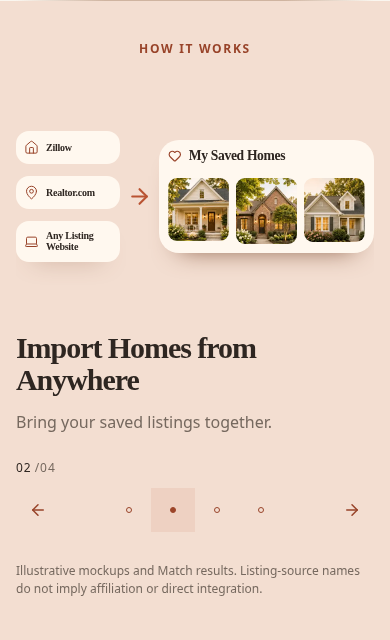 HOW IT WORKS
Zillow
Realtor.com
Any Listing
Website
My Saved Homes
Import Homes from
Anywhere
Bring your saved listings together.
02 /04
Illustrative mockups and Match results. Listing-source names
do not imply affiliation or direct integration.